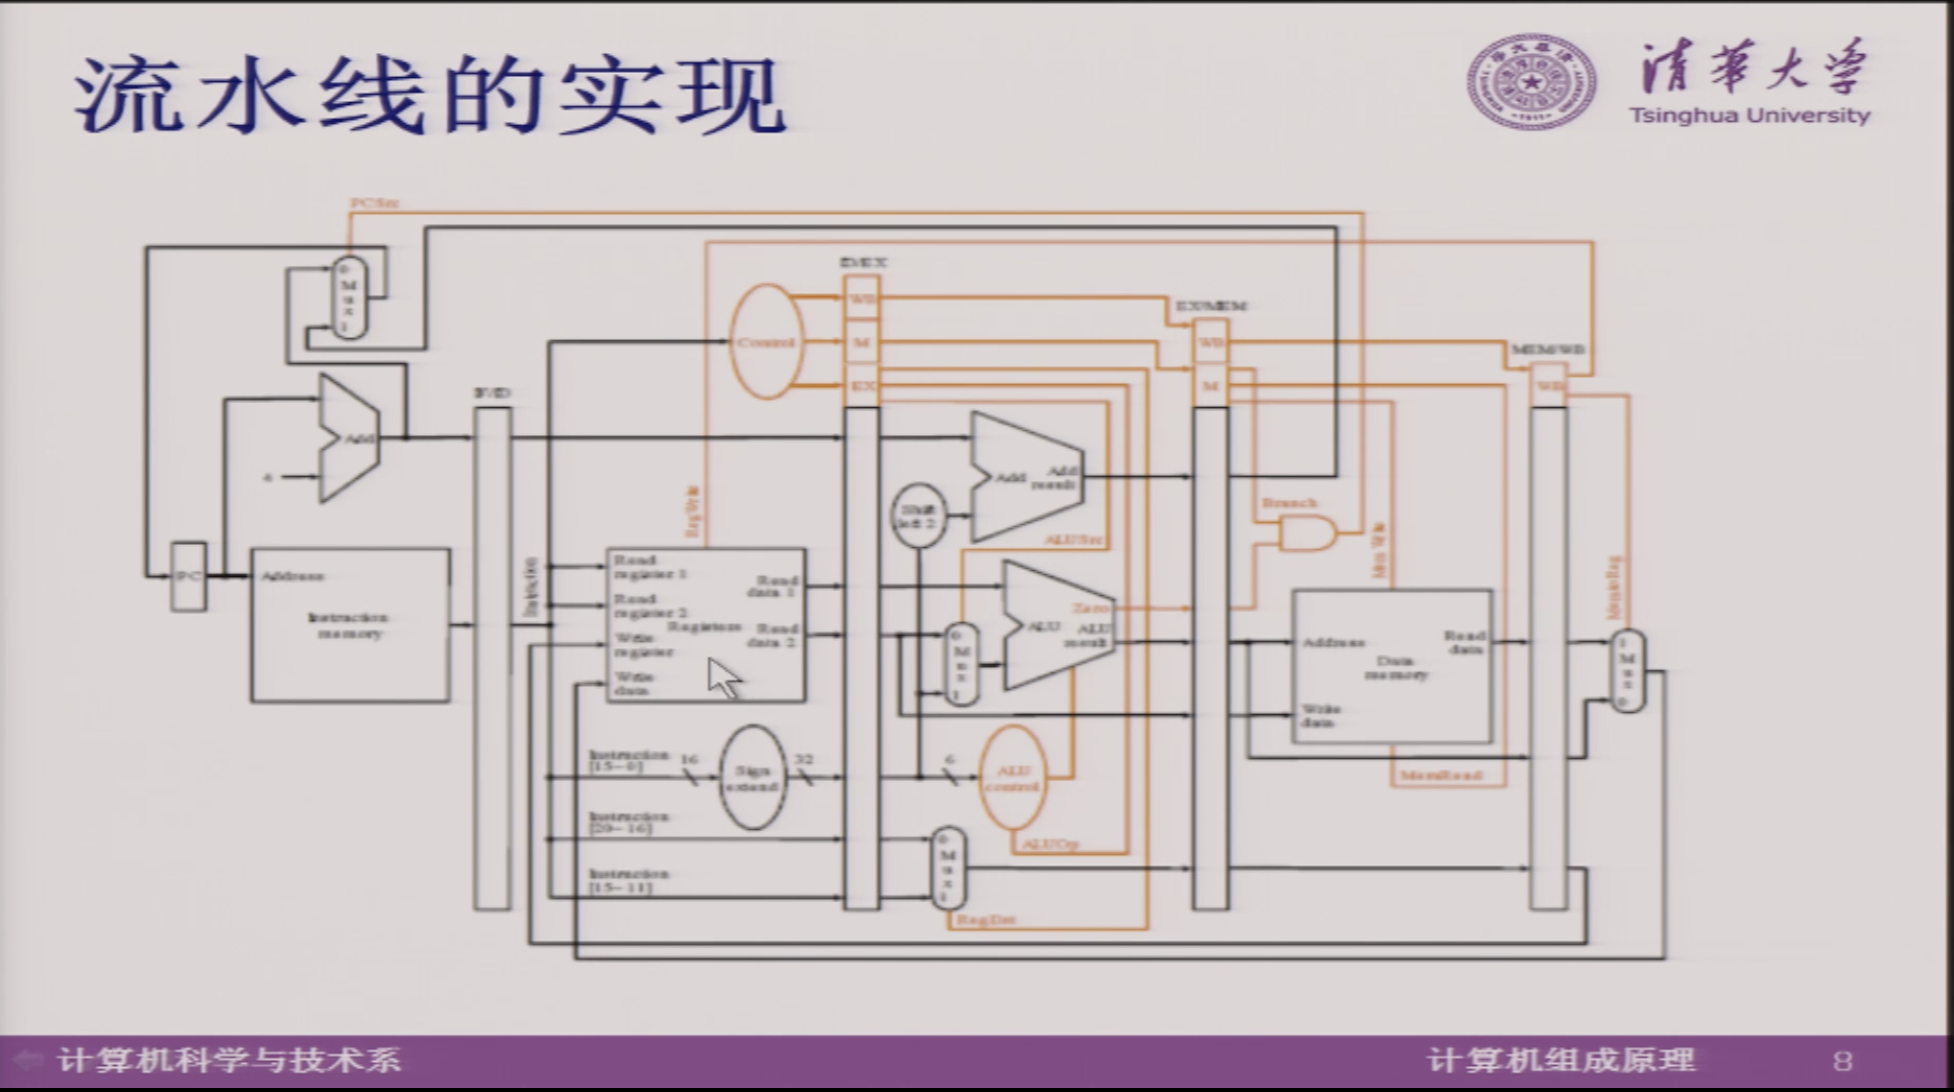 流水线的实现
清华大学
Tsinghua University
PCSrc
0
M
u
x
1
ID/EX
WB
Control
M
EX
EX/MEM
WB
M
MEM/WB
WB
IF/ID
Add
4
RegWrite
Shift
left 2
Add
Add
result
ALUSrc
Branch
MemWrite
MemtoReg
PC
Address
Instruction
memory
Instruction
Read
register 1
Read
register 2
Write
register
Write
data
Registers
Read
data 1
Read
data 2
0
M
u
x
1
Zero
ALU
ALU
result
Address
Read
data
Data
memory
Write
data
1
M
u
x
0
Instruction
[15–0]
16
Sign
extend
32
6
ALU
control
MemRead
Instruction
[20–16]
ALUOp
0
M
u
x
1
Instruction
[15–11]
RegDst
计算机科学与技术系
计算机组成原理
8